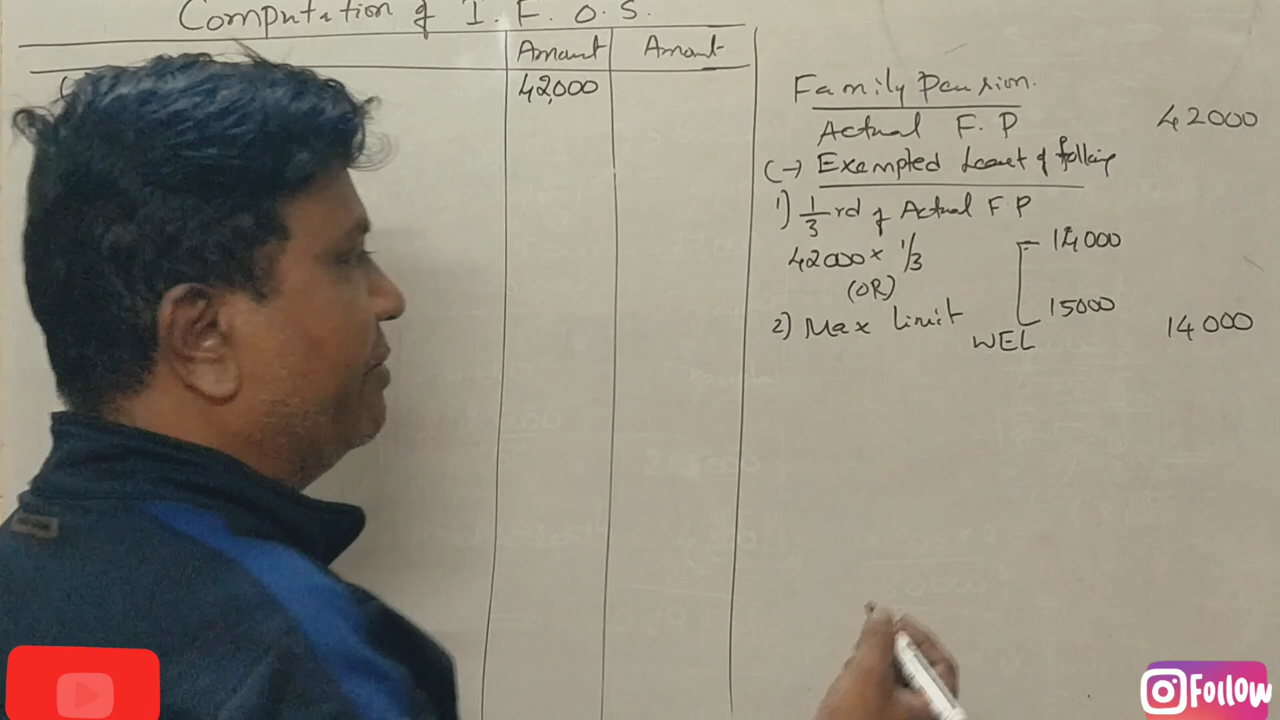 Computation of I. F. O. S.
Amount Amount
42,000
Family Pension.
Actual F. P 42000
(-) Exempted Least of following
1) 1/3 rd of Actual F P
42000 x 1/3 14000
(OR)
2) Max limit 15000 14000
WEL
Follow